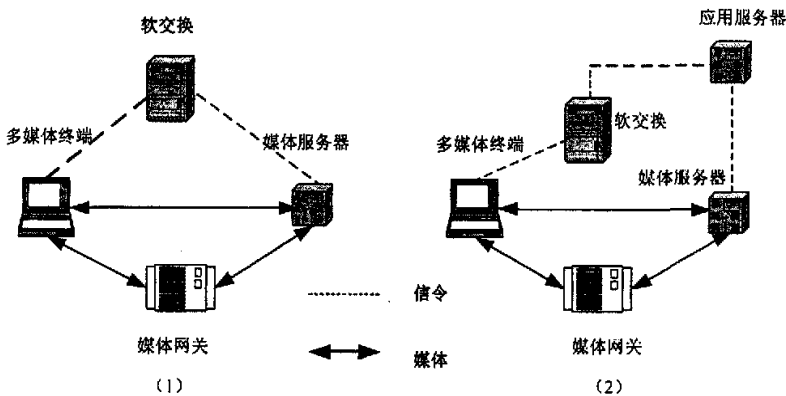 软交换
多媒体终端
媒体服务器
媒体网关
（1）
信令
媒体
应用服务器
软交换
多媒体终端
媒体服务器
媒体网关
（2）